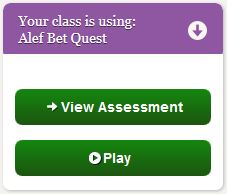 Your class is using:
Alef Bet Quest
View Assessment
Play